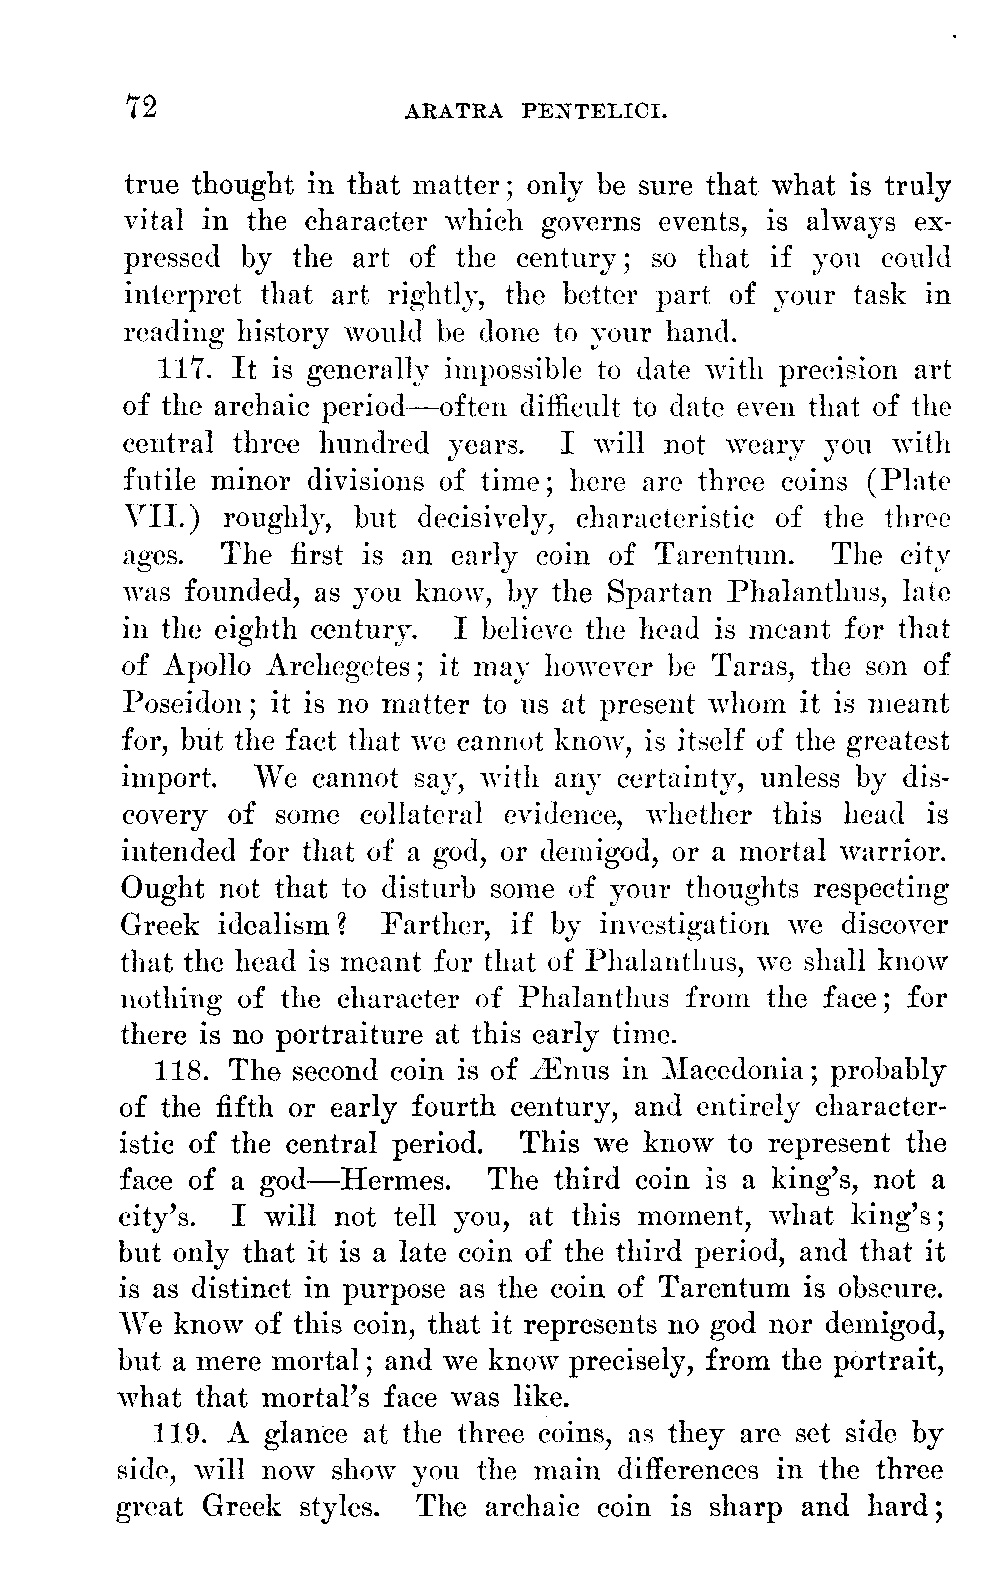 72 ARATRA PENTELICI.
true thought in that matter; only be sure that what is truly
vital in the character which governs events, is always ex-
pressed by the art of the century; so that if you could
interpret that art rightly, the better part of your task in
reading history would be done to your hand.
117. It is generally impossible to date with precision art
of the archaic period—often difficult to date even that of the
central three hundred years. I will not weary you with
futile minor divisions of time; here are three coins (Plate
VII.) roughly, but decisively, characteristic of the three
ages. The first is an early coin of Tarentum. The city
was founded, as you know, by the Spartan Phalanthus, late
in the eighth century. I believe the head is meant for that
of Apollo Archegetes; it may however be Taras, the son of
Poseidon; it is no matter to us at present whom it is meant
for, but the fact that we cannot know, is itself of the greatest
import. We cannot say, with any certainty, unless by dis-
covery of some collateral evidence, whether this head is
intended for that of a god, or demigod, or a mortal warrior.
Ought not that to disturb some of your thoughts respecting
Greek idealism? Farther, if by investigation we discover
that the head is meant for that of Phalanthus, we shall know
nothing of the character of Phalanthus from the face; for
there is no portraiture at this early time.
118. The second coin is of Ænus in Macedonia; probably
of the fifth or early fourth century, and entirely character-
istic of the central period. This we know to represent the
face of a god—Hermes. The third coin is a king's, not a
city's. I will not tell you, at this moment, what king's;
but only that it is a late coin of the third period, and that it
is as distinct in purpose as the coin of Tarentum is obscure.
We know of this coin, that it represents no god nor demigod,
but a mere mortal; and we know precisely, from the portrait,
what that mortal's face was like.
119. A glance at the three coins, as they are set side by
side, will now show you the main differences in the three
great Greek styles. The archaic coin is sharp and hard;